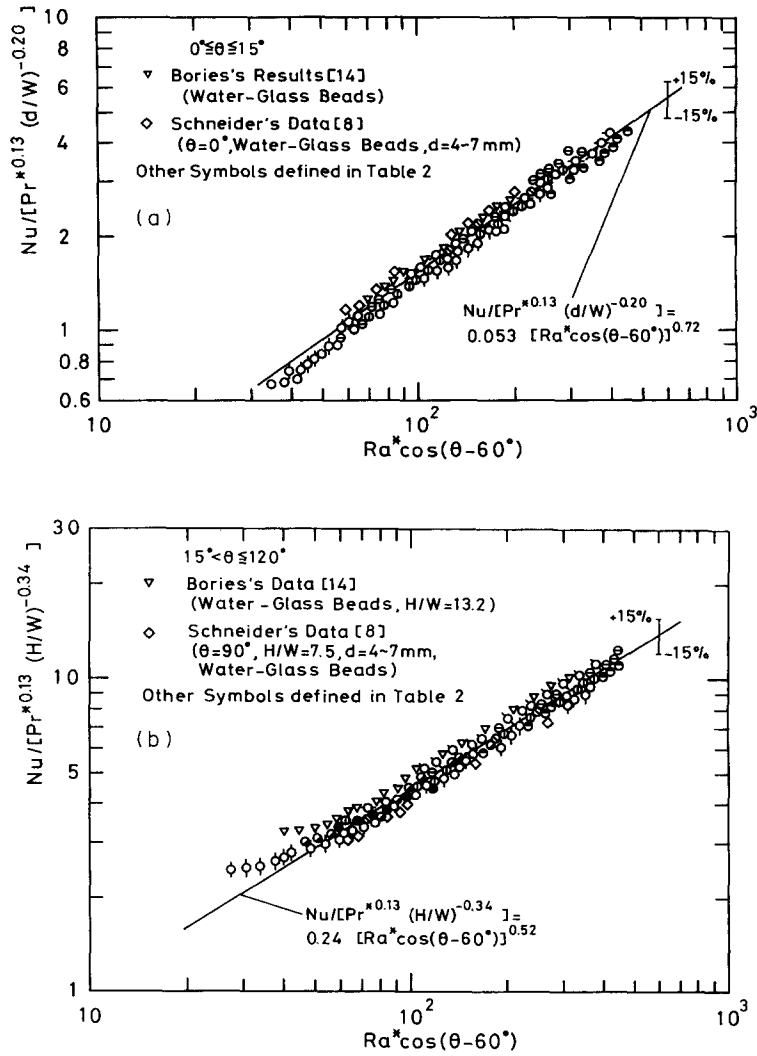 10
6
4
2
1
0.8
0.6
Nu/[Pr*0.13 (d/W)-0.20 ]
0°≦θ≦15°
▽ Bories's Results[14]
(Water-Glass Beads)
◇ Schneider's Data[8]
(θ=0°,Water-Glass Beads,d=4~7mm)
Other Symbols defined in Table 2
(a)
+15%
-15%
Nu/[Pr*0.13 (d/W)-0.20 ]=
0.053 [Ra*cos(θ-60°)]0.72
10 102 103
Ra*cos(θ-60°)
30
10
5
1
Nu/[Pr*0.13 (H/W)-0.34 ]
15°<θ≦120°
▽ Bories's Data [14]
(Water-Glass Beads, H/W=13.2)
◇ Schneider's Data [8]
(θ=90°, H/W=7.5, d=4~7mm,
Water-Glass Beads)
Other Symbols defined in Table 2
(b)
+15%
-15%
Nu/[Pr*0.13 (H/W)-0.34 ]=
0.24 [Ra*cos(θ-60°)]0.52
10 102 103
Ra*cos(θ-60°)